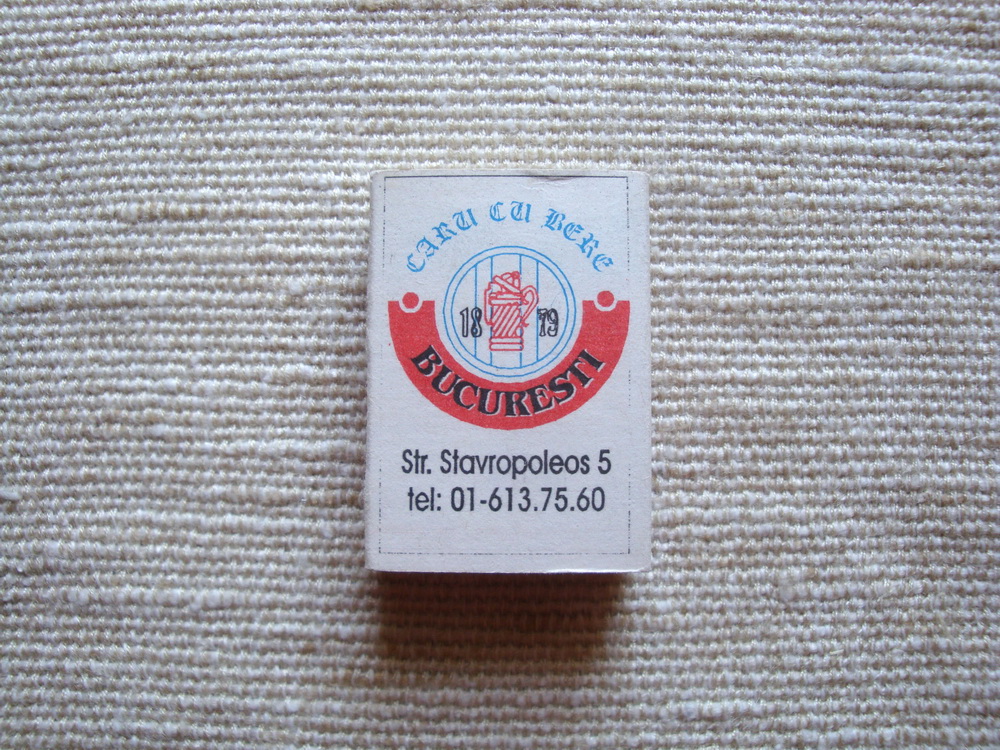 CARU CU BERE
18 79
BUCURESTI
Str. Stavropoleos 5
tel: 01-613.75.60